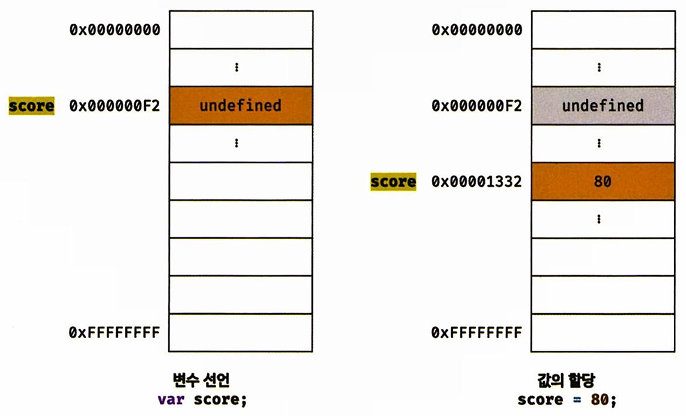 0x00000000
⋮
score 0x000000F2 undefined
⋮
0xFFFFFFFF
변수 선언
var score;
0x00000000
⋮
0x000000F2 undefined
⋮
score 0x00001332 80
⋮
0xFFFFFFFF
값의 할당
score = 80;